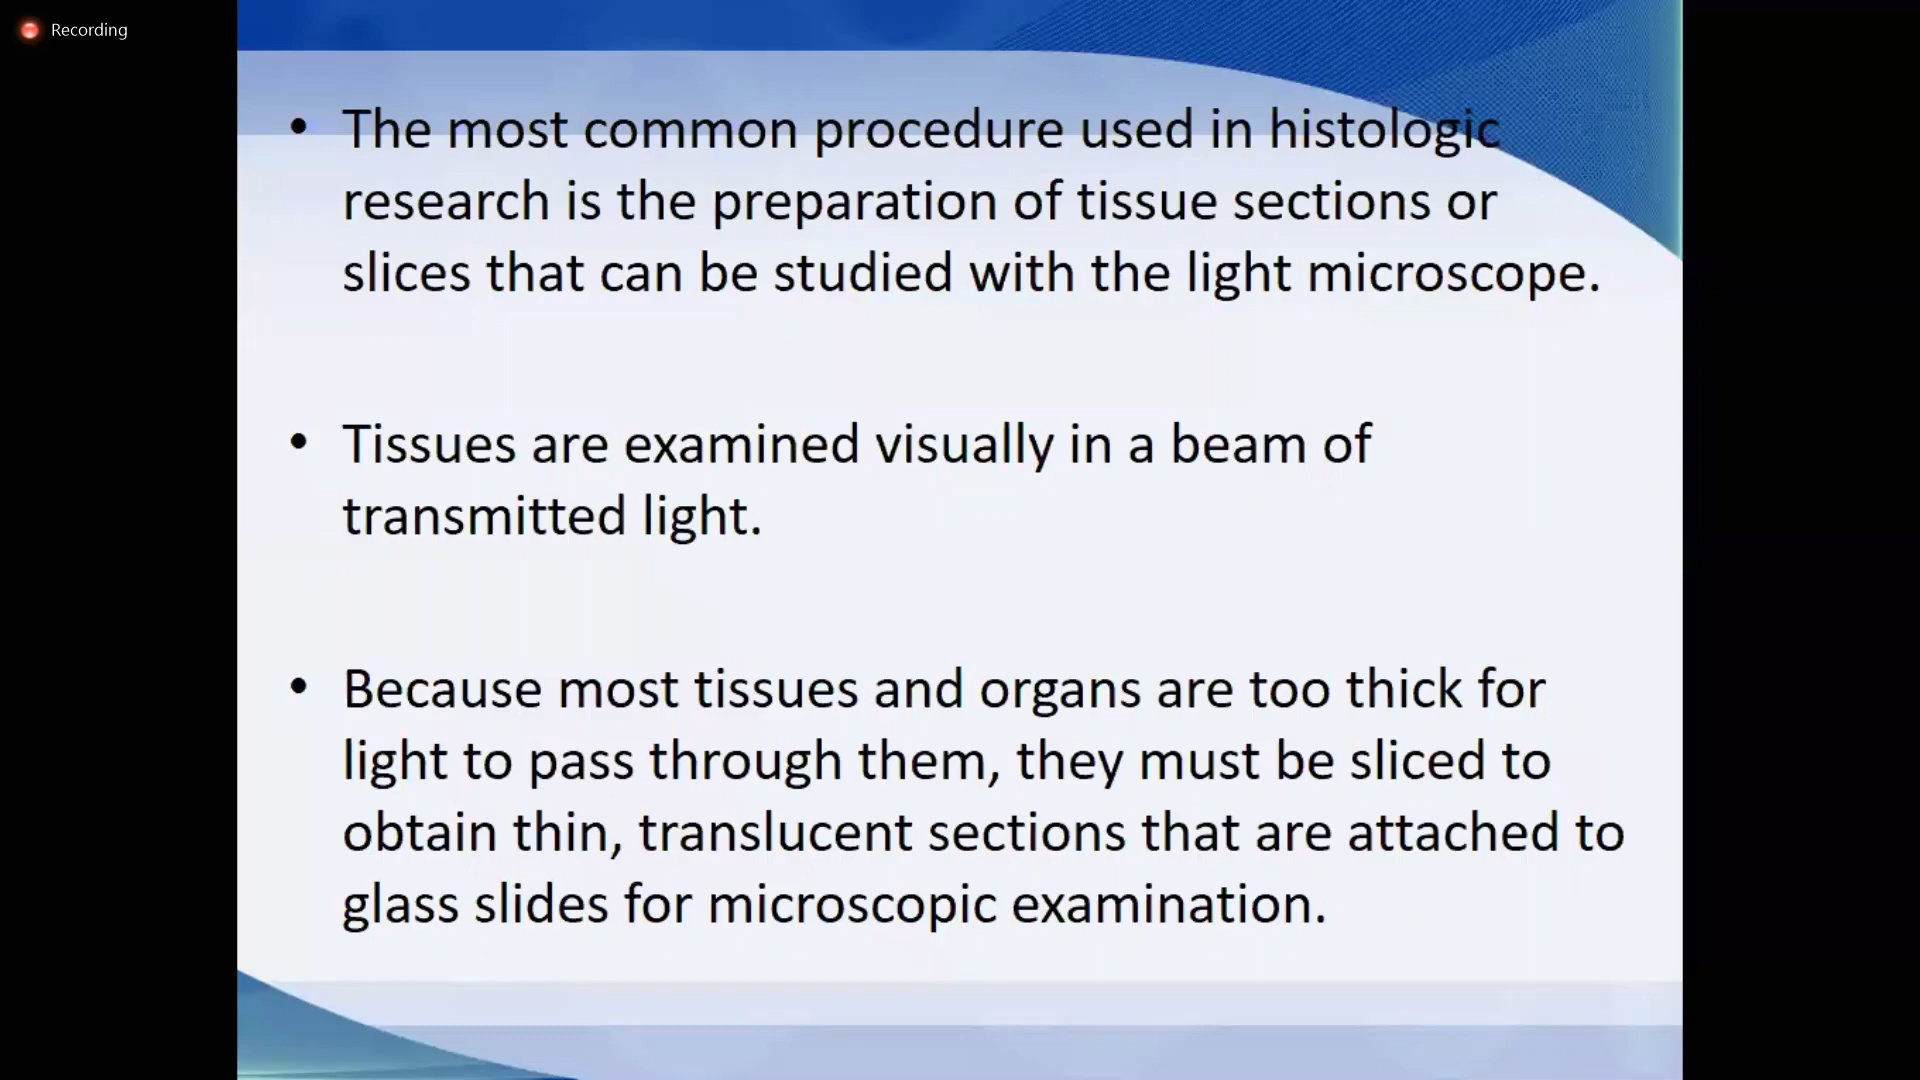 Recording
• The most common procedure used in histologic
research is the preparation of tissue sections or
slices that can be studied with the light microscope.
• Tissues are examined visually in a beam of
transmitted light.
• Because most tissues and organs are too thick for
light to pass through them, they must be sliced to
obtain thin, translucent sections that are attached to
glass slides for microscopic examination.